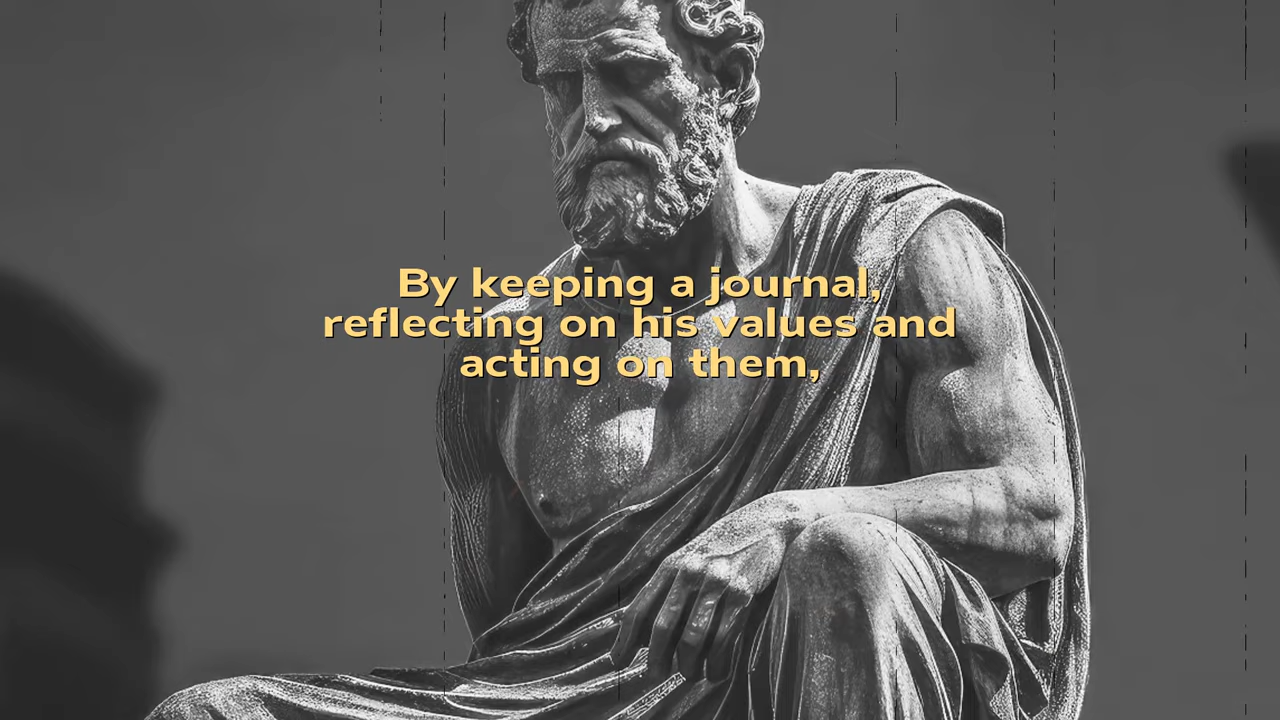 By keeping a journal,
reflecting on his values and
acting on them,